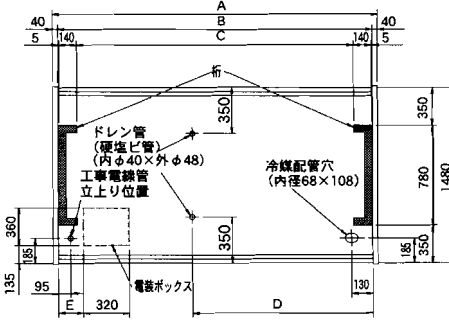 A
40 B 40
5 140 C 140 5
桁
350
350
ドレン管
(硬塩ビ管)
(内φ40×外φ48)
工事電線管
立上り位置
冷媒配管穴
(内径68×108)
780
1480
360
185
135
350
350
185
95
電装ボックス
130
E 320 D